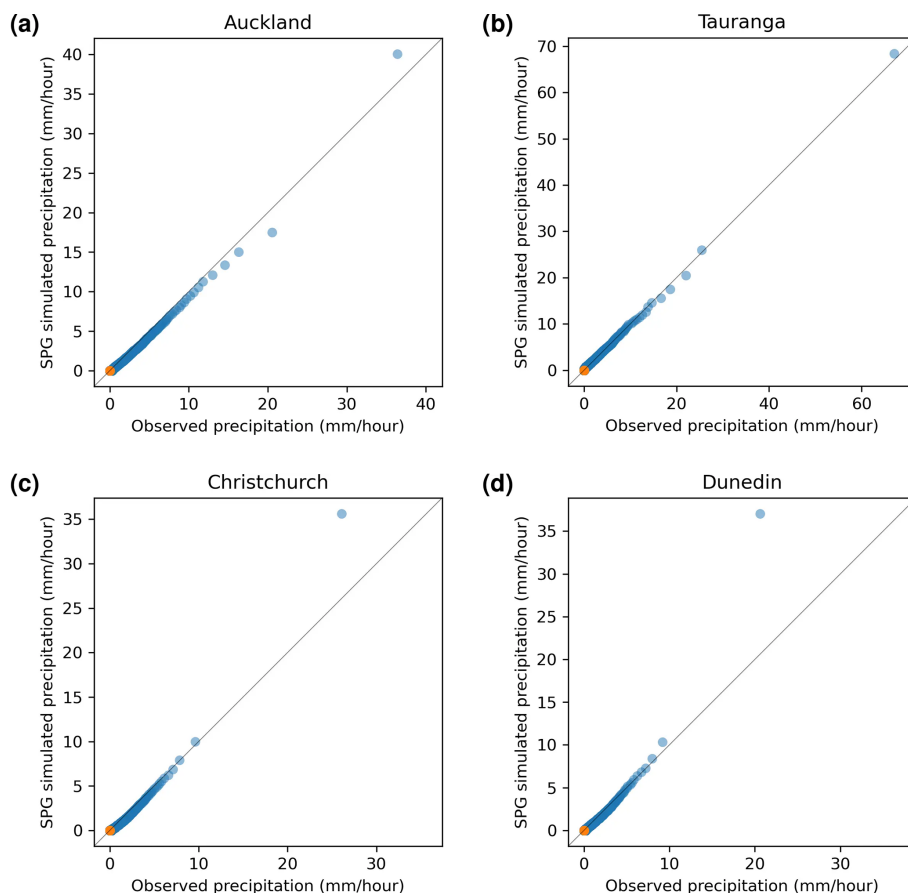 (a)
Auckland
SPG simulated precipitation (mm/hour)
40
35
30
25
20
15
10
5
0
0 10 20 30 40
Observed precipitation (mm/hour)
(b)
Tauranga
SPG simulated precipitation (mm/hour)
70
60
50
40
30
20
10
0
0 20 40 60
Observed precipitation (mm/hour)
(c)
Christchurch
SPG simulated precipitation (mm/hour)
35
30
25
20
15
10
5
0
0 10 20 30
Observed precipitation (mm/hour)
(d)
Dunedin
SPG simulated precipitation (mm/hour)
35
30
25
20
15
10
5
0
0 10 20 30
Observed precipitation (mm/hour)